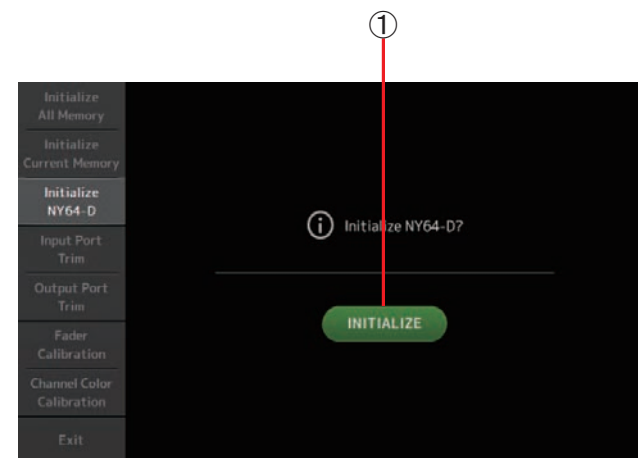 ①
Initialize
All Memory
Initialize
Current Memory
Initialize
NY64-D
Input Port
Trim
Output Port
Trim
Fader
Calibration
Channel Color
Calibration
Exit
Initialize NY64-D?
INITIALIZE